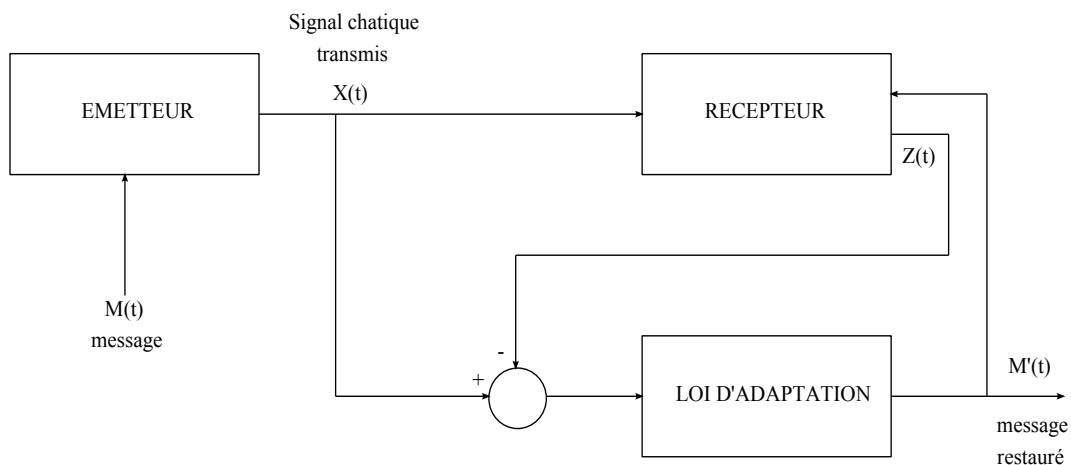 Signal chatique
transmis
X(t)
EMETTEUR
RECEPTEUR
Z(t)
M(t)
message
-
+
LOI D'ADAPTATION
M'(t)
message
restauré